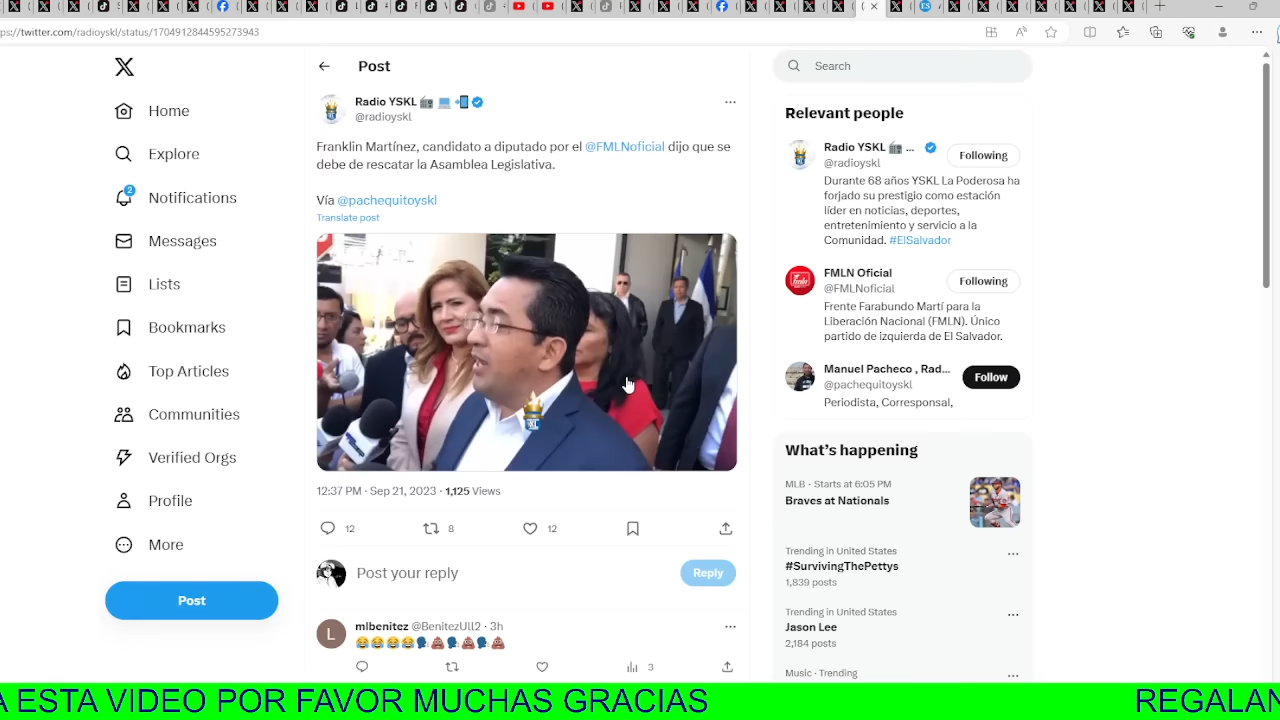 ps://twitter.com/radioyskl/status/1704912844595273943
Home
Explore
2
Notifications
Messages
Lists
Bookmarks
Top Articles
Communities
Verified Orgs
Profile
More
Post
Post
Radio YSKL
@radioyskl
Franklin Martínez, candidato a diputado por el @FMLNoficial dijo que se
debe de rescatar la Asamblea Legislativa.
Vía @pachequitoyskl
Translate post
12:37 PM · Sep 21, 2023 · 1,125 Views
12
8
12
Post your reply
Reply
L
mlbenitez @BenitezUll2 · 3h
3
Search
Relevant people
Radio YSKL ...
@radioyskl
Following
Durante 68 años YSKL La Poderosa ha
forjado su prestigio como estación
líder en noticias, deportes,
entretenimiento y servicio a la
Comunidad. #ElSalvador
FMLN Oficial
@FMLNoficial
Following
Frente Farabundo Martí para la
Liberación Nacional (FMLN). Único
partido de izquierda de El Salvador.
Manuel Pacheco , Rad...
@pachequitoyskl
Follow
Periodista, Corresponsal,
What's happening
MLB · Starts at 6:05 PM
Braves at Nationals
Trending in United States
#SurvivingThePettys
1,839 posts
Trending in United States
Jason Lee
2,184 posts
Music · Trending
A ESTA VIDEO POR FAVOR MUCHAS GRACIAS REGALAN